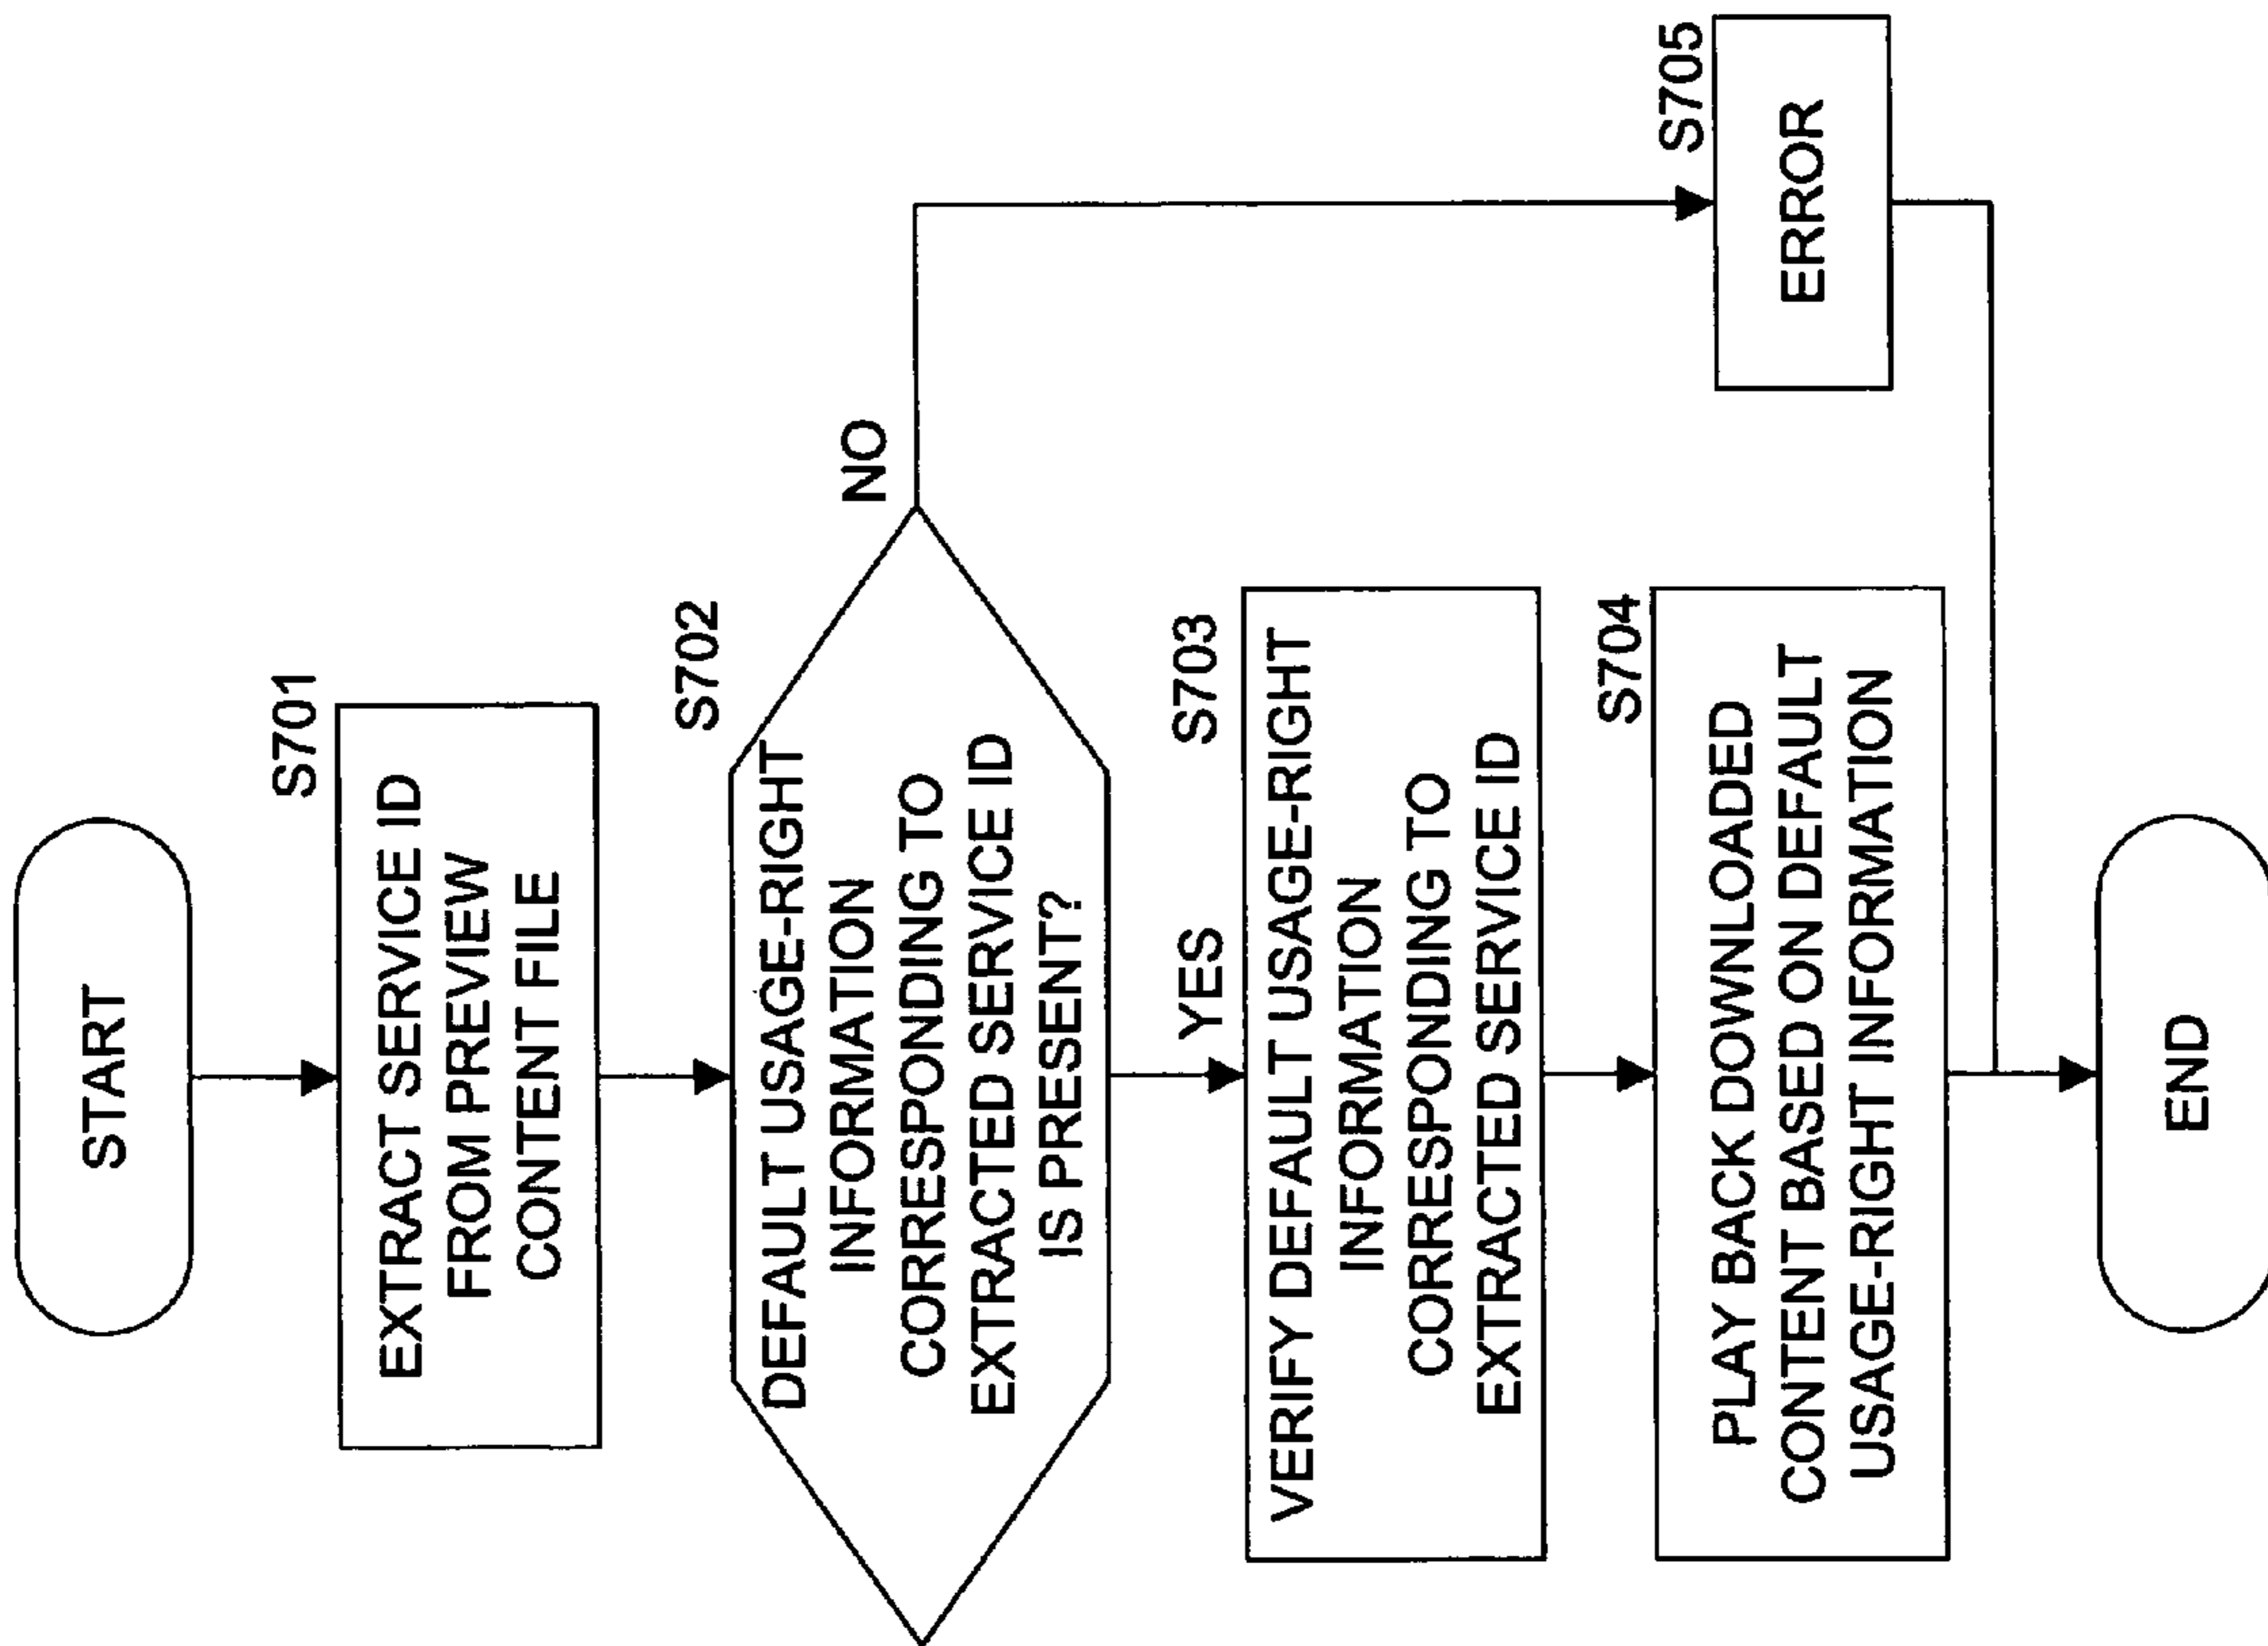 START
S701
EXTRACT SERVICE ID
FROM PREVIEW
CONTENT FILE
S702
DEFAULT USAGE-RIGHT
INFORMATION
CORRESPONDING TO
EXTRACTED SERVICE ID
IS PRESENT?
NO
YES
S703
VERIFY DEFAULT USAGE-RIGHT
INFORMATION
CORRESPONDING TO
EXTRACTED SERVICE ID
S704
PLAY BACK DOWNLOADED
CONTENT BASED ON DEFAULT
USAGE-RIGHT INFORMATION
S705
ERROR
END